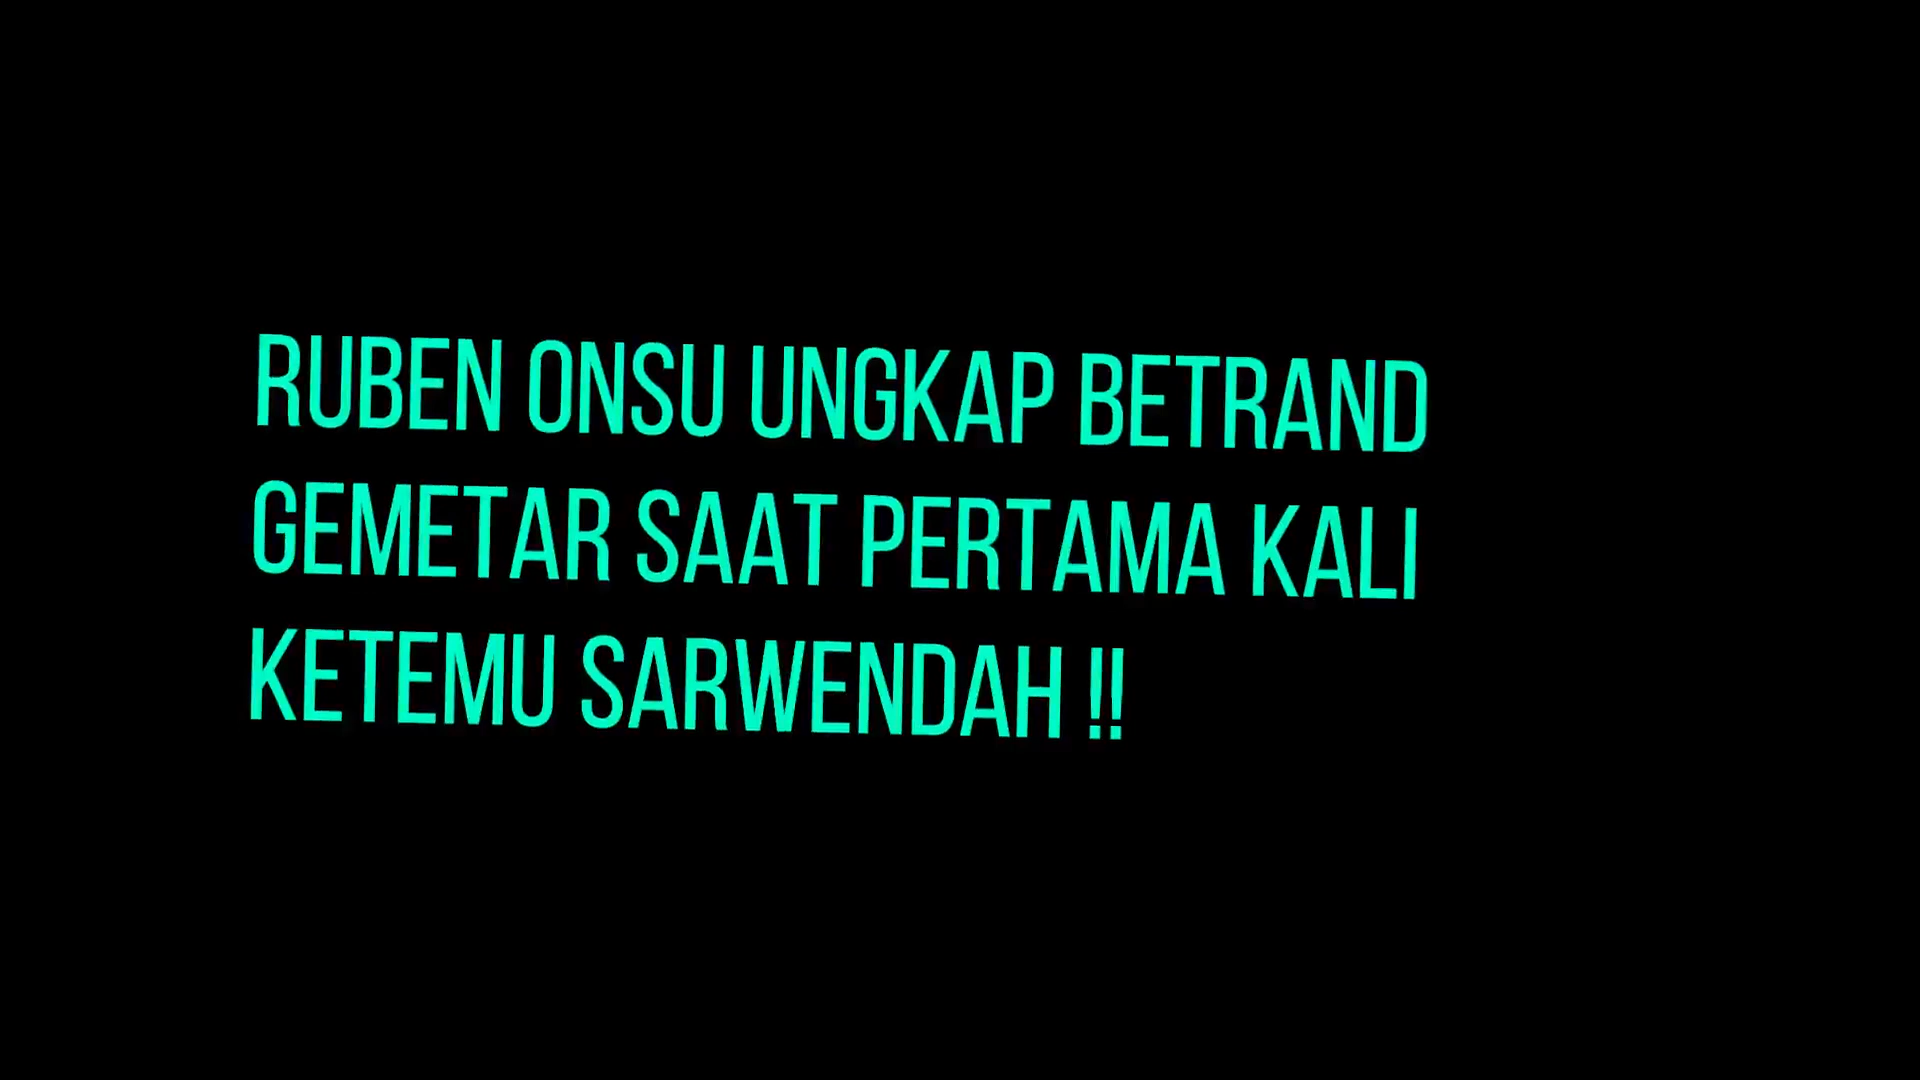 RUBEN ONSU UNGKAP BETRAND
GEMETAR SAAT PERTAMA KALI
KETEMU SARWENDAH !!